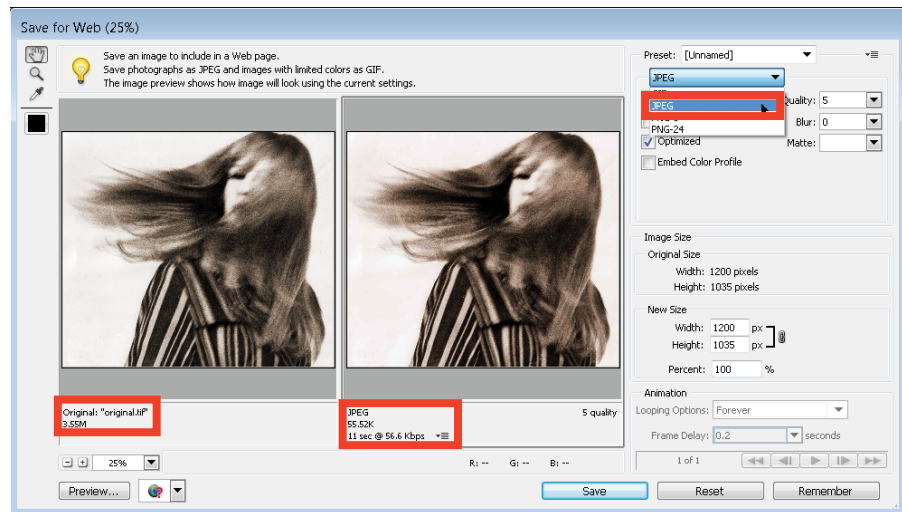 Save for Web (25%)
Save an image to include in a Web page.
Save photographs as JPEG and images with limited colors as GIF.
The image preview shows how image will look using the current settings.
Preset: [Unnamed]
JPEG
JPEG
Quality: 5
PNG-24
Blur: 0
Optimized
Matte:
Embed Color Profile
Image Size
Original Size
Width: 1200 pixels
Height: 1035 pixels
New Size
Width: 1200 px
Height: 1035 px
Percent: 100 %
Animation
Looping Options: Forever
Frame Delay: 0.2 seconds
1 of 1
Original: "original.tif"
3.55M
JPEG
5 quality
55.52K
11 sec @ 56.6 Kbps
25%
R: --
G: --
B: --
Preview...
Save
Reset
Remember